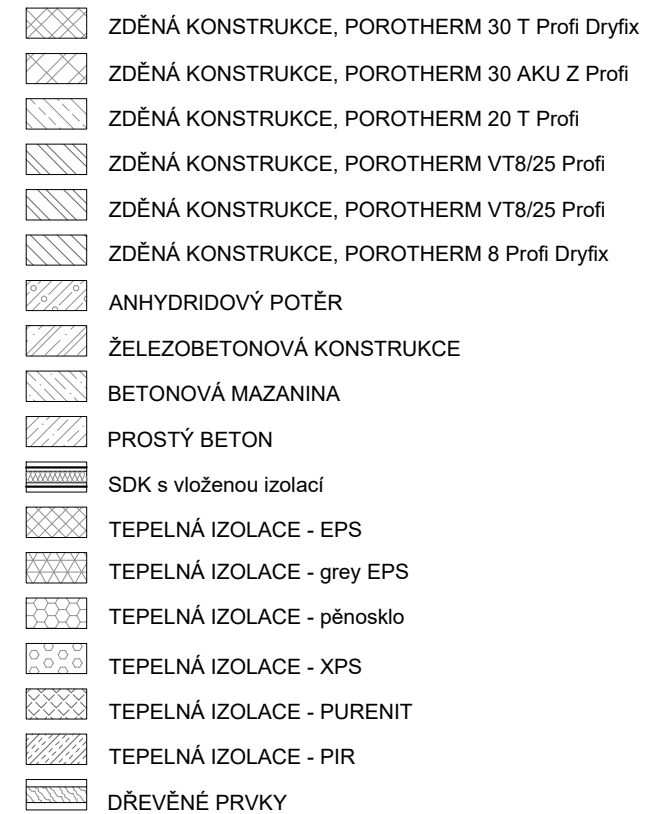 ZDĚNÁ KONSTRUKCE, POROTHERM 30 T Profi Dryfix
ZDĚNÁ KONSTRUKCE, POROTHERM 30 AKU Z Profi
ZDĚNÁ KONSTRUKCE, POROTHERM 20 T Profi
ZDĚNÁ KONSTRUKCE, POROTHERM VT8/25 Profi
ZDĚNÁ KONSTRUKCE, POROTHERM VT8/25 Profi
ZDĚNÁ KONSTRUKCE, POROTHERM 8 Profi Dryfix
ANHYDRIDOVÝ POTĚR
ŽELEZOBETONOVÁ KONSTRUKCE
BETONOVÁ MAZANINA
PROSTÝ BETON
SDK s vloženou izolací
TEPELNÁ IZOLACE - EPS
TEPELNÁ IZOLACE - grey EPS
TEPELNÁ IZOLACE - pěnosklo
TEPELNÁ IZOLACE - XPS
TEPELNÁ IZOLACE - PURENIT
TEPELNÁ IZOLACE - PIR
DŘEVĚNÉ PRVKY